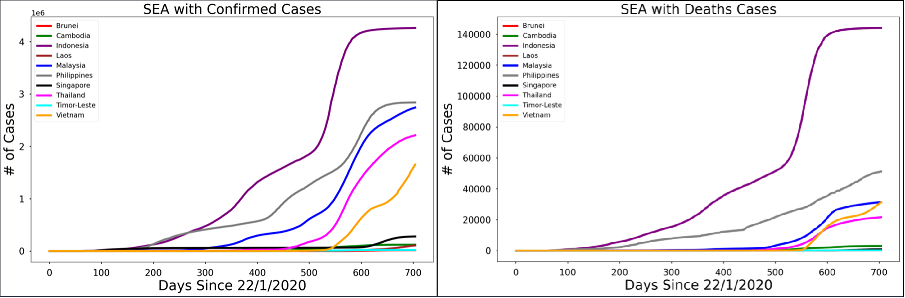 SEA with Confirmed Cases
1e6
Brunei
Cambodia
Indonesia
Laos
Malaysia
Philippines
Singapore
Thailand
Timor-Leste
Vietnam
4
3
2
1
0
# of Cases
0 100 200 300 400 500 600 700
Days Since 22/1/2020
SEA with Deaths Cases
Brunei
Cambodia
Indonesia
Laos
Malaysia
Philippines
Singapore
Thailand
Timor-Leste
Vietnam
140000
120000
100000
80000
60000
40000
20000
0
# of Cases
0 100 200 300 400 500 600 700
Days Since 22/1/2020